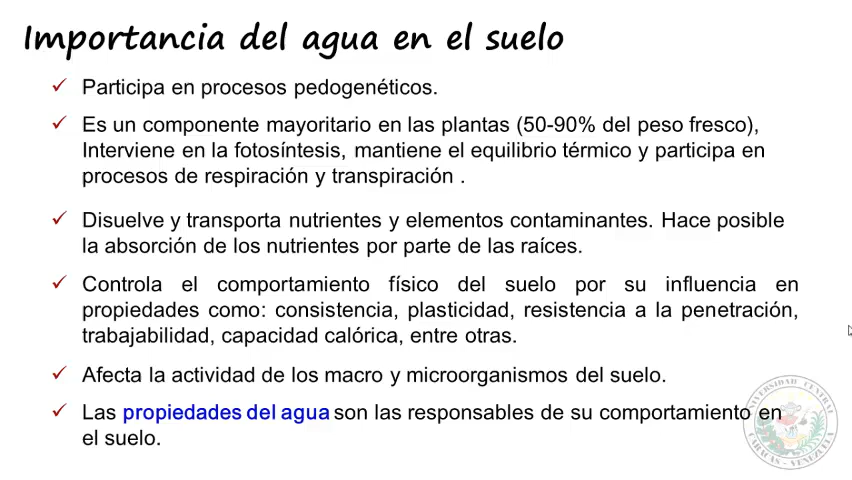 Importancia del agua en el suelo
✓ Participa en procesos pedogenéticos.
✓ Es un componente mayoritario en las plantas (50-90% del peso fresco),
Interviene en la fotosíntesis, mantiene el equilibrio térmico y participa en
procesos de respiración y transpiración .
✓ Disuelve y transporta nutrientes y elementos contaminantes. Hace posible
la absorción de los nutrientes por parte de las raíces.
✓ Controla el comportamiento físico del suelo por su influencia en
propiedades como: consistencia, plasticidad, resistencia a la penetración,
trabajabilidad, capacidad calórica, entre otras.
✓ Afecta la actividad de los macro y microorganismos del suelo.
✓ Las propiedades del agua son las responsables de su comportamiento en
el suelo.
UNIVERSIDAD CENTRAL
CARACAS - VENEZUELA